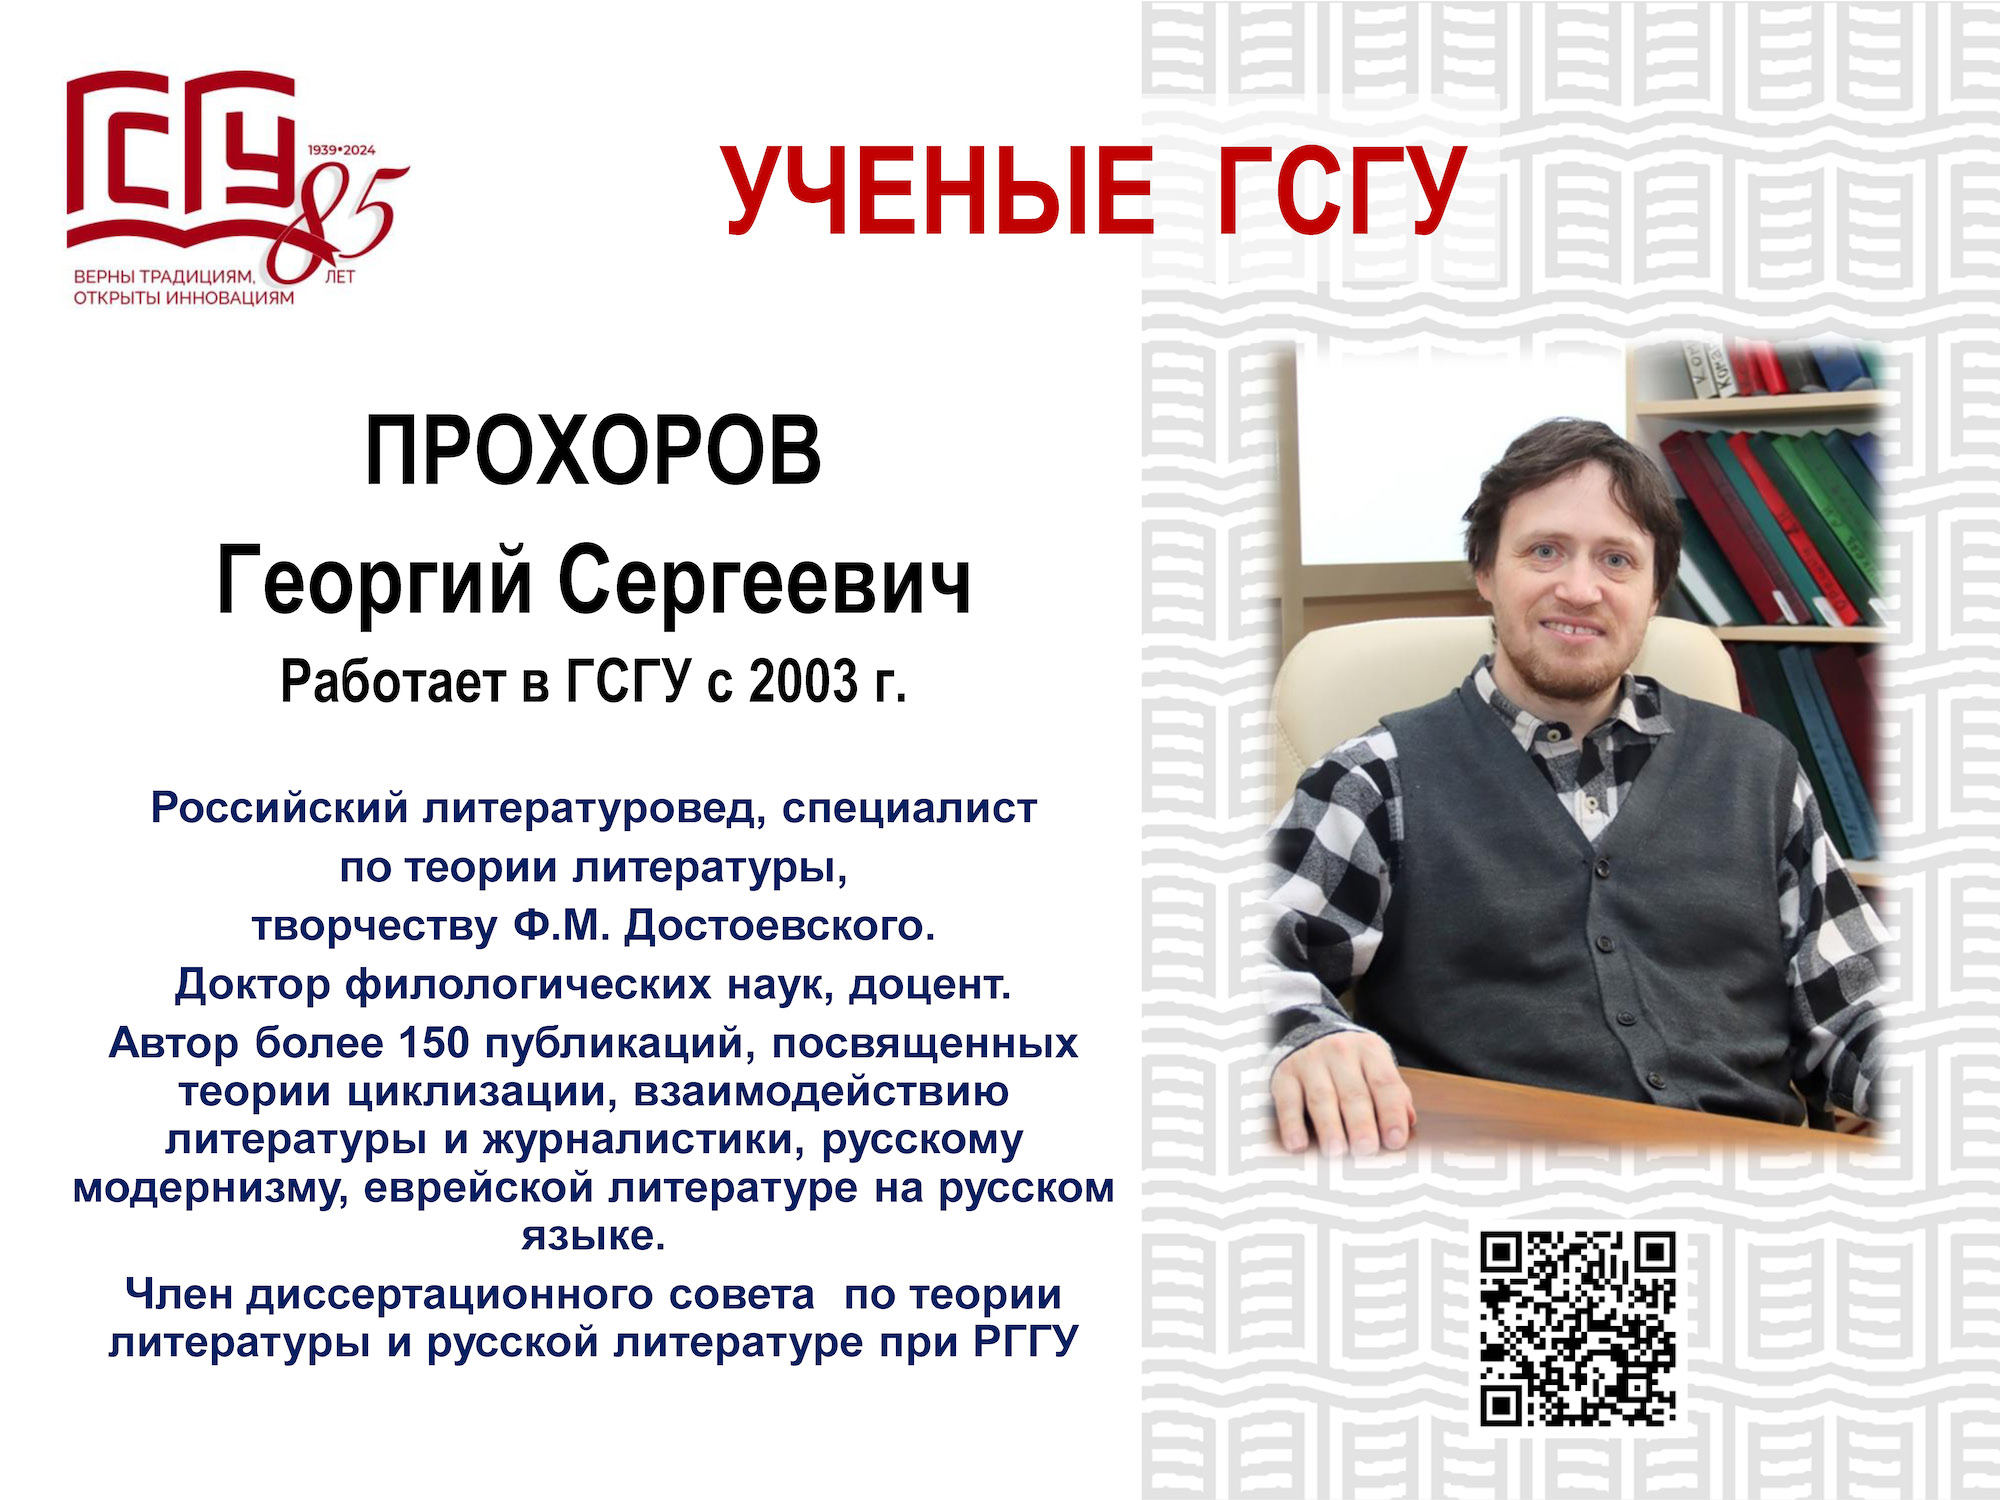 ГСГУ
1939•2024
85
ЛЕТ
ВЕРНЫ ТРАДИЦИЯМ,
ОТКРЫТЫ ИННОВАЦИЯМ
УЧЕНЫЕ ГСГУ
ПРОХОРОВ
Георгий Сергеевич
Работает в ГСГУ с 2003 г.
Российский литературовед, специалист
по теории литературы,
творчеству Ф.М. Достоевского.
Доктор филологических наук, доцент.
Автор более 150 публикаций, посвященных
теории циклизации, взаимодействию
литературы и журналистики, русскому
модернизму, еврейской литературе на русском
языке.
Член диссертационного совета по теории
литературы и русской литературе при РГГУ